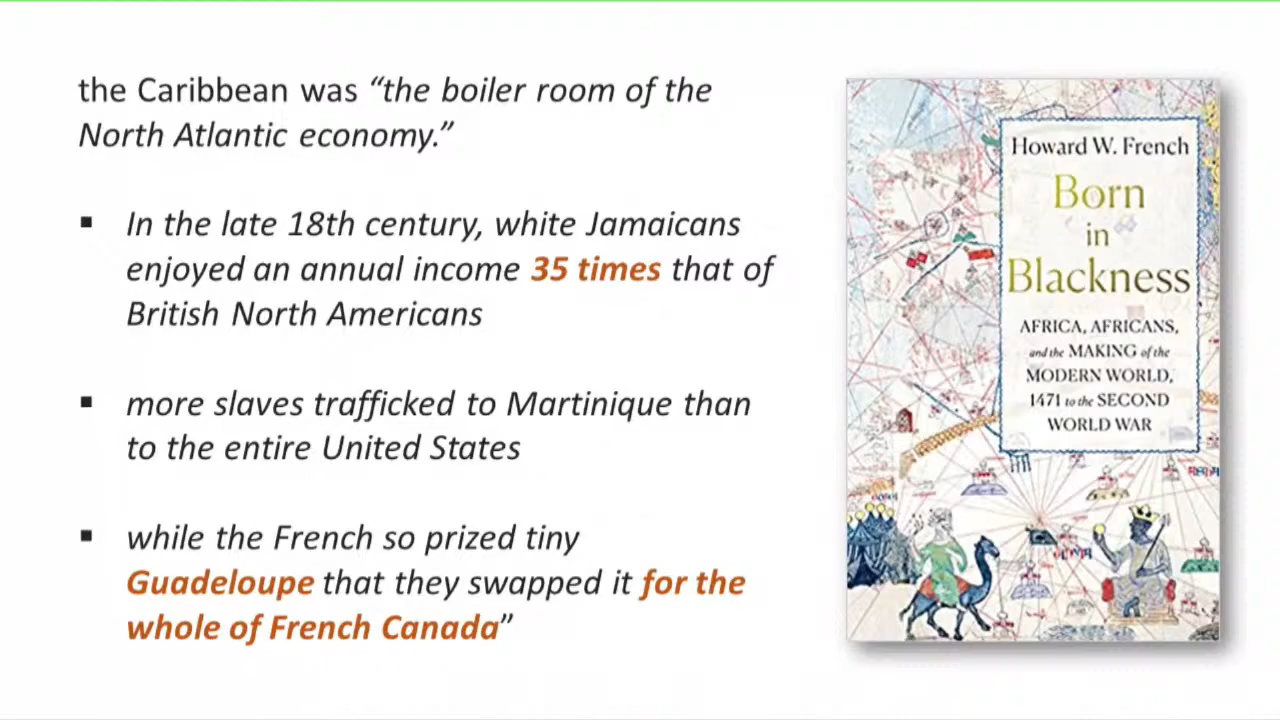 the Caribbean was “the boiler room of the
North Atlantic economy.”
▪ In the late 18th century, white Jamaicans
enjoyed an annual income 35 times that of
British North Americans
▪ more slaves trafficked to Martinique than
to the entire United States
▪ while the French so prized tiny
Guadeloupe that they swapped it for the
whole of French Canada”
Howard W. French
Born
in
Blackness
AFRICA, AFRICANS,
and the MAKING of the
MODERN WORLD,
1471 to the SECOND
WORLD WAR